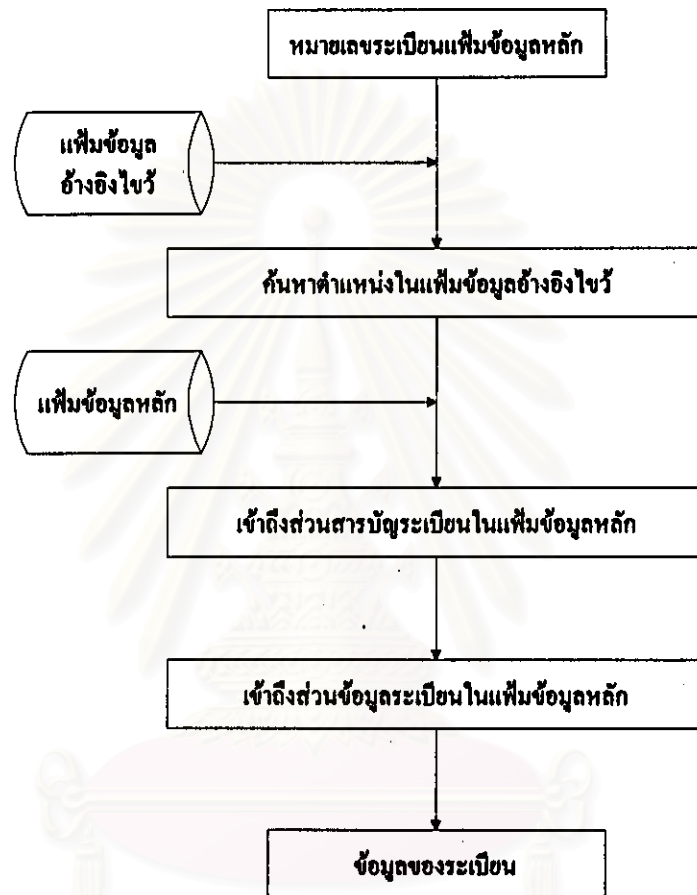 หมายเลขระเบียนแฟ้มข้อมูลหลัก
แฟ้มข้อมูล
อ้างอิงไขว้
ค้นหาตำแหน่งในแฟ้มข้อมูลอ้างอิงไขว้
แฟ้มข้อมูลหลัก
เข้าถึงส่วนสารบัญระเบียนในแฟ้มข้อมูลหลัก
เข้าถึงส่วนข้อมูลระเบียนในแฟ้มข้อมูลหลัก
ข้อมูลของระเบียน